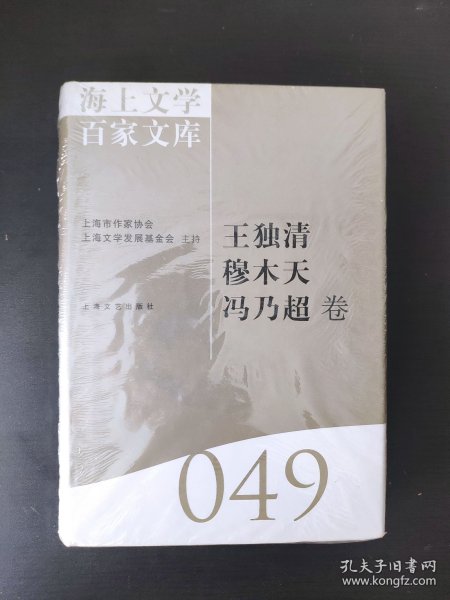 海上文学
百家文库
上海市作家协会
上海文学发展基金会 主持
王独清
穆木天
冯乃超 卷
上海文艺出版社
049
孔夫子旧书网
www.kongfz.com